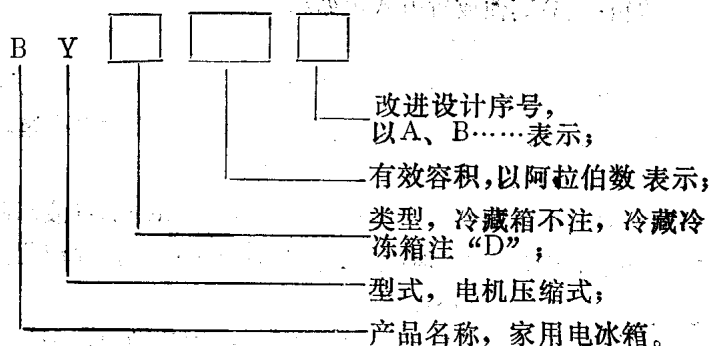 B Y
改进设计序号，
以A、B……表示；
有效容积，以阿拉伯数表示；
类型，冷藏箱不注，冷藏冷
冻箱注“D”；
型式，电机压缩式；
产品名称，家用电冰箱。